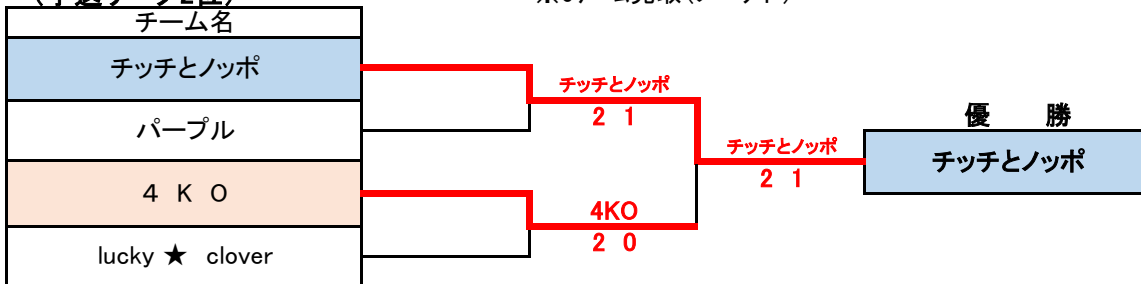 チーム名
チッチとノッポ
チッチとノッポ
2 1
優　勝
パープル
チッチとノッポ
チッチとノッポ
2 1
4 K O
4KO
2 0
lucky ★ clover